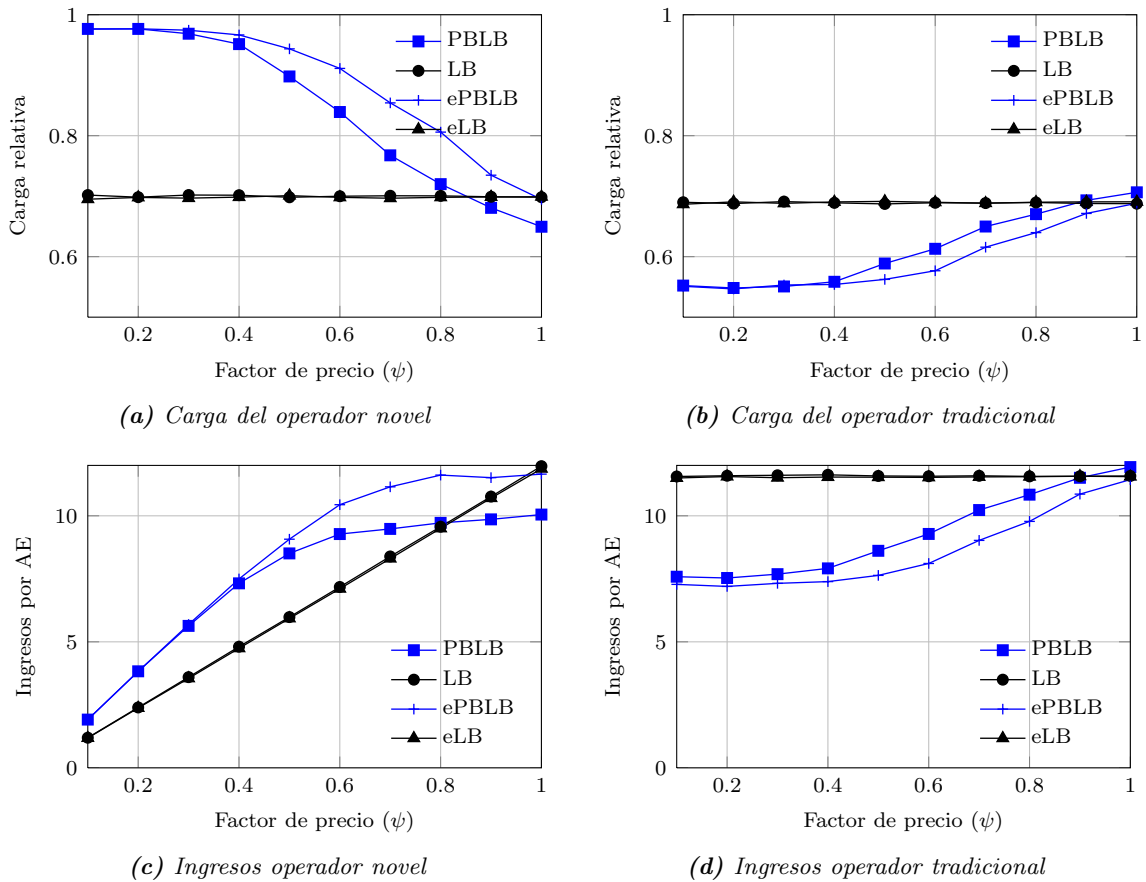 1
0.8
0.6
0.2
0.4
0.6
0.8
1
Carga relativa
Factor de precio (ψ)
PBLB
LB
ePBLB
eLB
(a) Carga del operador novel
1
0.8
0.6
0.2
0.4
0.6
0.8
1
Carga relativa
Factor de precio (ψ)
PBLB
LB
ePBLB
eLB
(b) Carga del operador tradicional
10
5
0
0.2
0.4
0.6
0.8
1
Ingresos por AE
Factor de precio (ψ)
PBLB
LB
ePBLB
eLB
(c) Ingresos operador novel
10
5
0
0.2
0.4
0.6
0.8
1
Ingresos por AE
Factor de precio (ψ)
PBLB
LB
ePBLB
eLB
(d) Ingresos operador tradicional